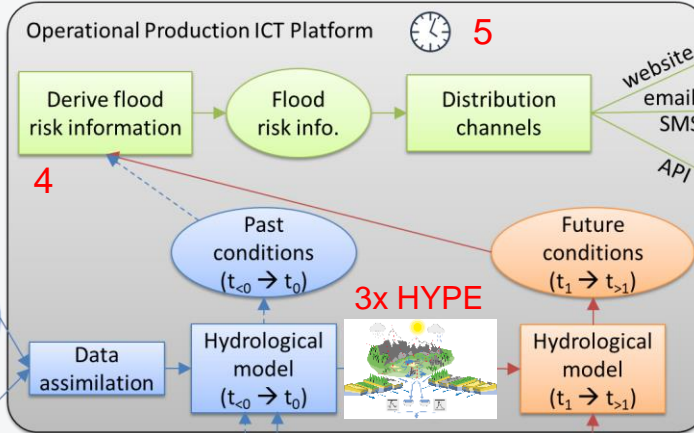 Operational Production ICT Platform
5
website
email
SMS
API
Derive flood
risk information
Flood
risk info.
Distribution
channels
4
Past
conditions
(t<0 → t0)
Future
conditions
(t1 → t>1)
3x HYPE
Data
assimilation
Hydrological
model
(t<0 → t0)
Hydrological
model
(t1 → t>1)